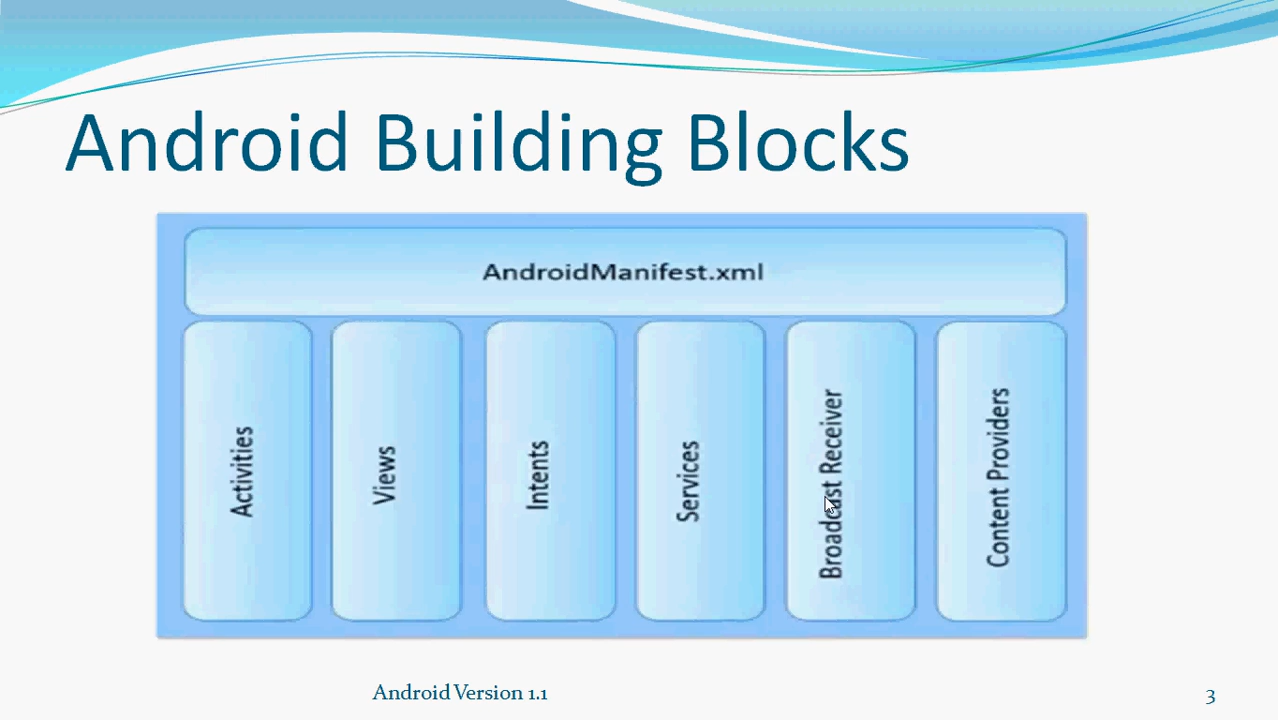 Android Building Blocks
AndroidManifest.xml
Activities
Views
Intents
Services
Broadcast Receiver
Content Providers
Android Version 1.1
3